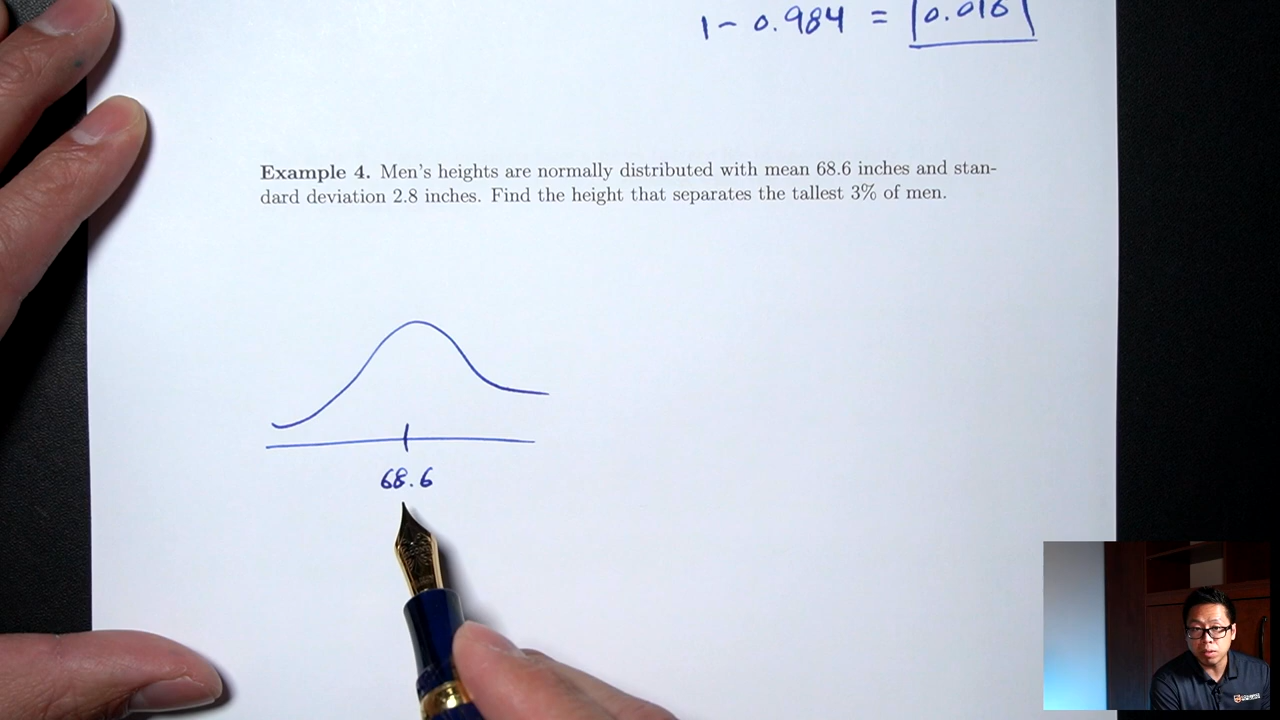 1 - 0.984 = 0.016
Example 4. Men's heights are normally distributed with mean 68.6 inches and stan-
dard deviation 2.8 inches. Find the height that separates the tallest 3% of men.
68.6